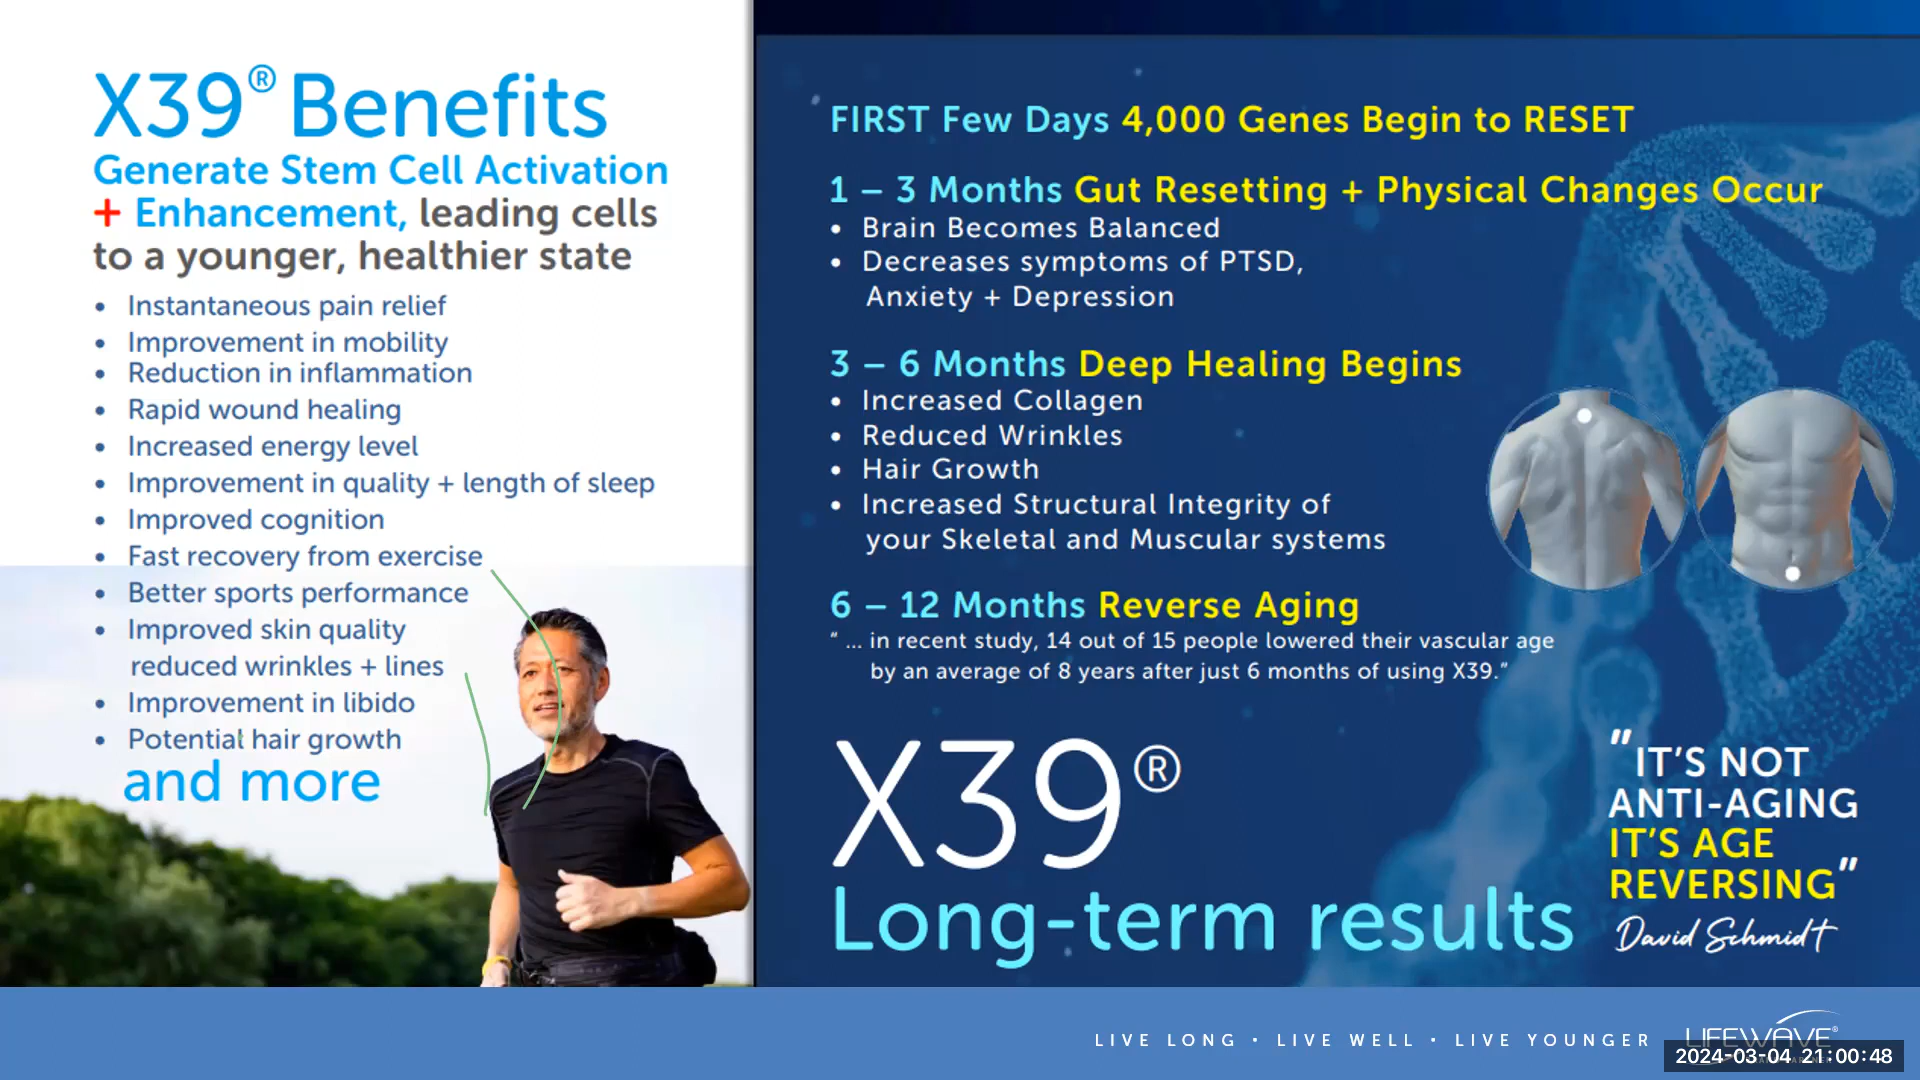 X39® Benefits
Generate Stem Cell Activation
+ Enhancement, leading cells
to a younger, healthier state
• Instantaneous pain relief
• Improvement in mobility
• Reduction in inflammation
• Rapid wound healing
• Increased energy level
• Improvement in quality + length of sleep
• Improved cognition
• Fast recovery from exercise
• Better sports performance
• Improved skin quality
reduced wrinkles + lines
• Improvement in libido
• Potential hair growth
and more
FIRST Few Days 4,000 Genes Begin to RESET
1 – 3 Months Gut Resetting + Physical Changes Occur
• Brain Becomes Balanced
• Decreases symptoms of PTSD,
Anxiety + Depression
3 – 6 Months Deep Healing Begins
• Increased Collagen
• Reduced Wrinkles
• Hair Growth
• Increased Structural Integrity of
your Skeletal and Muscular systems
6 – 12 Months Reverse Aging
“ ... in recent study, 14 out of 15 people lowered their vascular age
by an average of 8 years after just 6 months of using X39.”
X39®
Long-term results
"IT'S NOT
ANTI-AGING
IT'S AGE
REVERSING"
David Schmidt
LIVE LONG • LIVE WELL • LIVE YOUNGER
LIFEWAVE®
2024-03-04 21:00:48